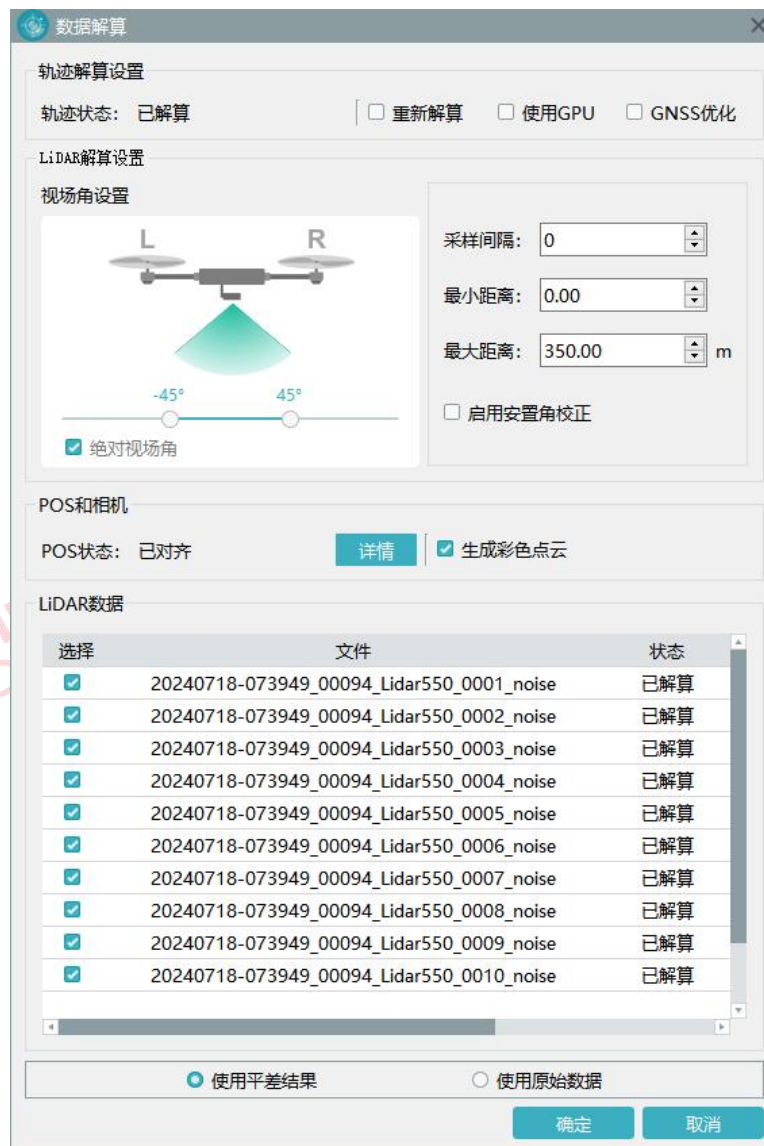 数据解算
轨迹解算设置
轨迹状态： 已解算 重新解算 使用GPU GNSS优化
LiDAR解算设置
视场角设置
L R
采样间隔： 0
最小距离： 0.00
最大距离： 350.00 m
-45° 45°
启用安置角校正
绝对视场角
POS和相机
POS状态： 已对齐 详情 生成彩色点云
LiDAR数据
选择 文件 状态
20240718-073949_00094_Lidar550_0001_noise 已解算
20240718-073949_00094_Lidar550_0002_noise 已解算
20240718-073949_00094_Lidar550_0003_noise 已解算
20240718-073949_00094_Lidar550_0004_noise 已解算
20240718-073949_00094_Lidar550_0005_noise 已解算
20240718-073949_00094_Lidar550_0006_noise 已解算
20240718-073949_00094_Lidar550_0007_noise 已解算
20240718-073949_00094_Lidar550_0008_noise 已解算
20240718-073949_00094_Lidar550_0009_noise 已解算
20240718-073949_00094_Lidar550_0010_noise 已解算
使用平差结果 使用原始数据
确定 取消